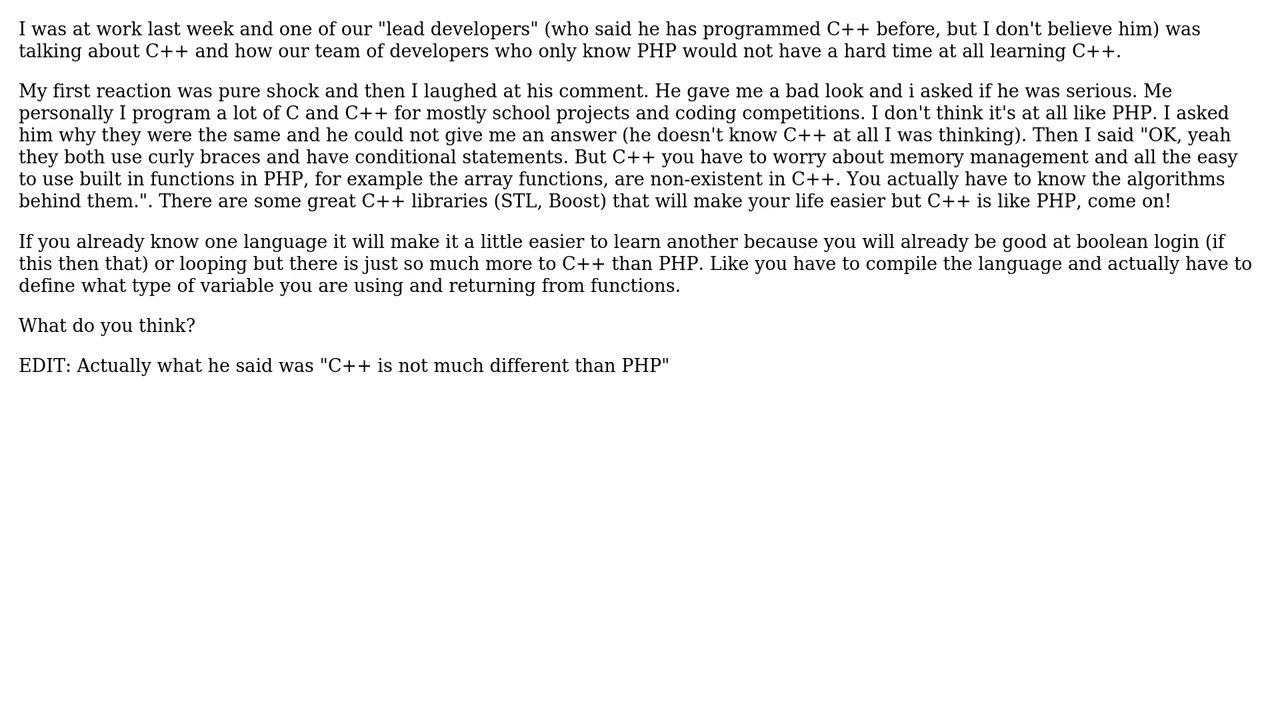 I was at work last week and one of our "lead developers" (who said he has programmed C++ before, but I don't believe him) was
talking about C++ and how our team of developers who only know PHP would not have a hard time at all learning C++.
My first reaction was pure shock and then I laughed at his comment. He gave me a bad look and i asked if he was serious. Me
personally I program a lot of C and C++ for mostly school projects and coding competitions. I don't think it's at all like PHP. I asked
him why they were the same and he could not give me an answer (he doesn't know C++ at all I was thinking). Then I said "OK, yeah
they both use curly braces and have conditional statements. But C++ you have to worry about memory management and all the easy
to use built in functions in PHP, for example the array functions, are non-existent in C++. You actually have to know the algorithms
behind them.". There are some great C++ libraries (STL, Boost) that will make your life easier but C++ is like PHP, come on!
If you already know one language it will make it a little easier to learn another because you will already be good at boolean login (if
this then that) or looping but there is just so much more to C++ than PHP. Like you have to compile the language and actually have to
define what type of variable you are using and returning from functions.
What do you think?
EDIT: Actually what he said was "C++ is not much different than PHP"